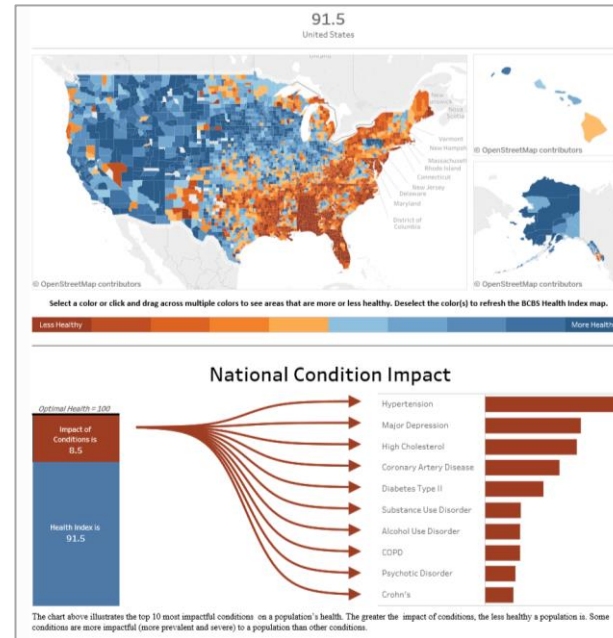 91.5
United States
New Brunswick
Nova Scotia
Vermont
New Hampsh
Massachusett
Rhode Island
Connecticut
New Jersey
Delaware
Maryland
District of
Columbia
© OpenStreetMap contributors
© OpenStreetMap contributors
© OpenStreetMap contributors
Select a color or click and drag across multiple colors to see areas that are more or less healthy. Deselect the color(s) to refresh the BCBS Health Index map.
Less Healthy
More Health
National Condition Impact
Optimal Health = 100
Impact of
Conditions is
8.5
Health Index is
91.5
Hypertension
Major Depression
High Cholesterol
Coronary Artery Disease
Diabetes Type II
Substance Use Disorder
Alcohol Use Disorder
COPD
Psychotic Disorder
Crohn's
The chart above illustrates the top 10 most impactful conditions on a population's health. The greater the impact of conditions, the less healthy a population is. Some
conditions are more impactful (more prevalent and severe) to a population than other conditions.